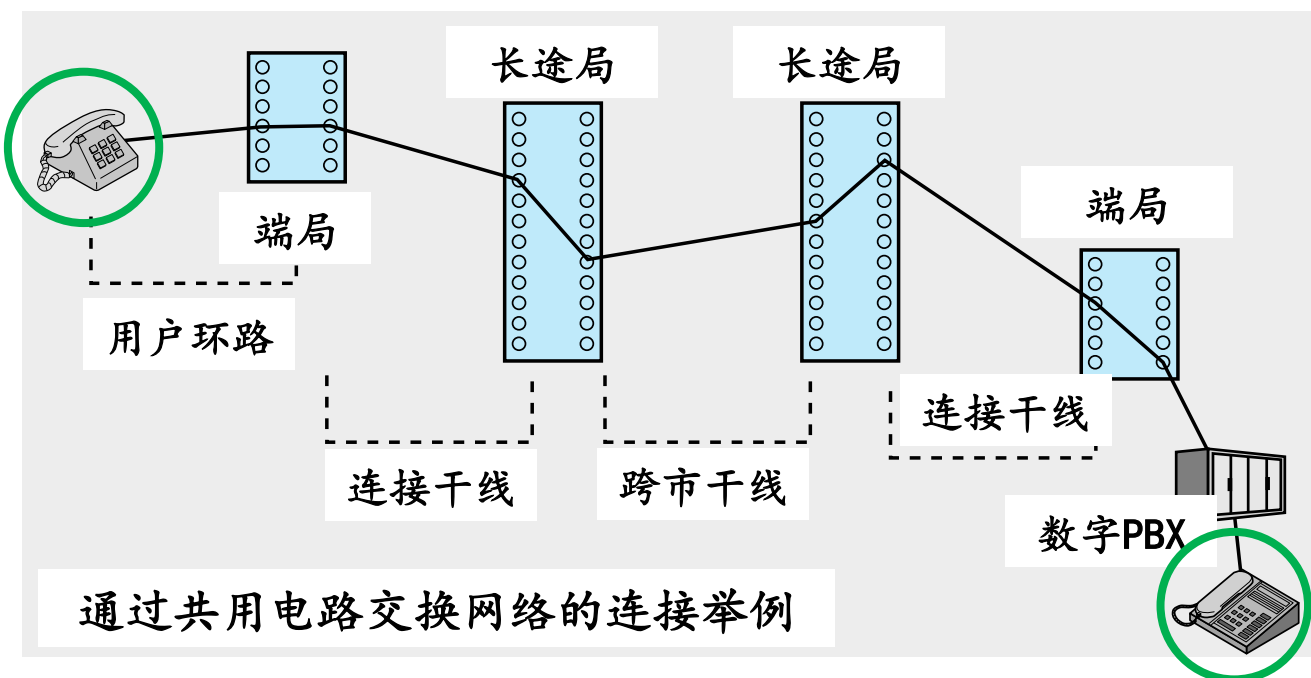 长途局
长途局
端局
端局
用户环路
连接干线
连接干线
跨市干线
数字PBX
通过共用电路交换网络的连接举例